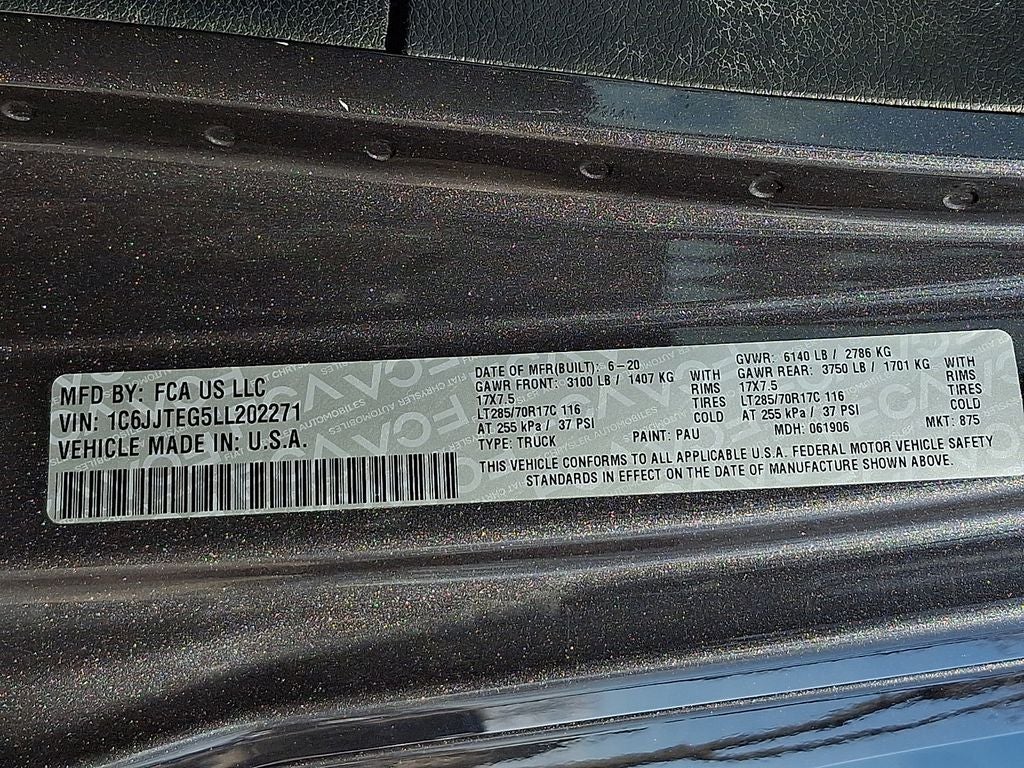 MFD BY: FCA US LLC
VIN: 1C6JJTEG5LL202271
VEHICLE MADE IN: U.S.A.
DATE OF MFR(BUILT): 6-20
GAWR FRONT: 3100 LB / 1407 KG WITH
17X7.5 RIMS
LT285/70R17C 116 TIRES
AT 255 kPa / 37 PSI COLD
TYPE: TRUCK PAINT: PAU
GVWR: 6140 LB / 2786 KG
GAWR REAR: 3750 LB / 1701 KG WITH
17X7.5 RIMS
LT285/70R17C 116 TIRES
AT 255 kPa / 37 PSI COLD
MDH: 061906 MKT: 875
THIS VEHICLE CONFORMS TO ALL APPLICABLE U.S.A. FEDERAL MOTOR VEHICLE SAFETY
STANDARDS IN EFFECT ON THE DATE OF MANUFACTURE SHOWN ABOVE.